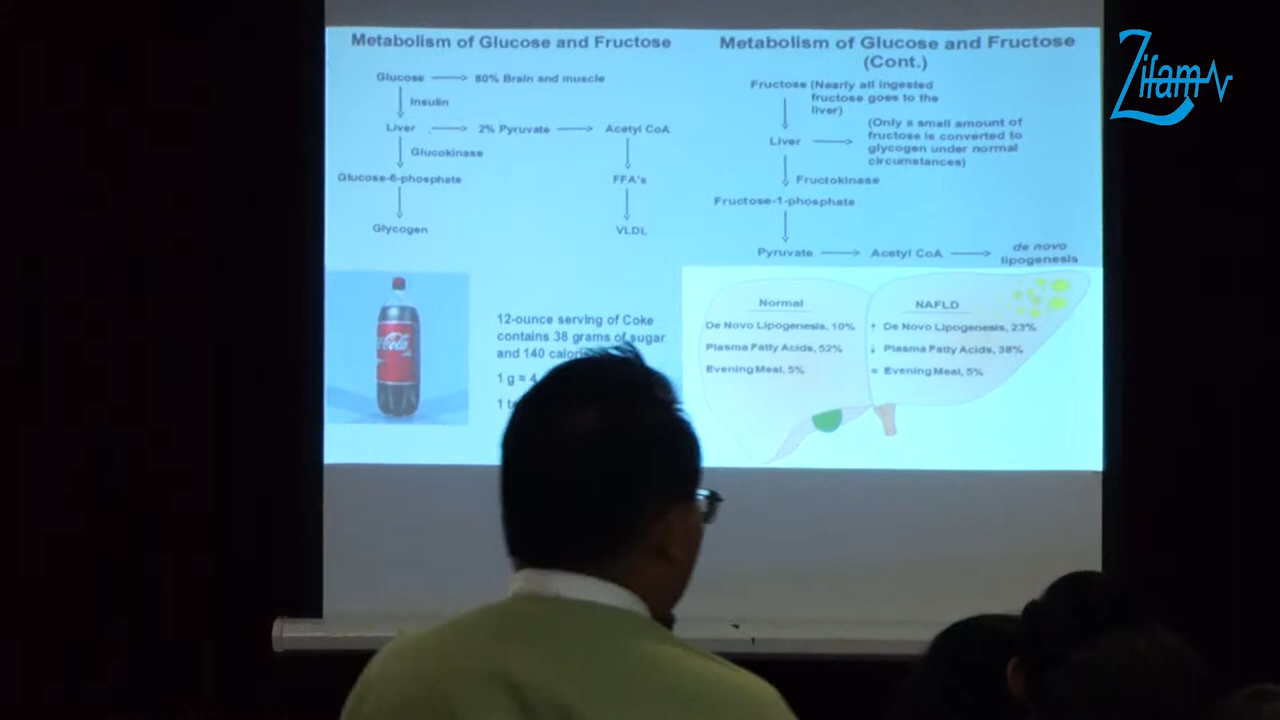 Metabolism of Glucose and Fructose
Glucose → 80% Brain and muscle
Insulin
Liver → 2% Pyruvate → Acetyl CoA
Glucokinase
Glucose-6-phosphate FFA's
Glycogen VLDL
12-ounce serving of Coke
contains 38 grams of sugar
and 140
1 g ≈ 4
1
Cola
Metabolism of Glucose and Fructose
(Cont.)
Fructose (Nearly all ingested
fructose goes to the
liver)
Liver → (Only a small amount of
fructose is converted to
glycogen under normal
circumstances)
Fructokinase
Fructose-1-phosphate
Pyruvate → Acetyl CoA → de novo
lipogenesis
Normal
De Novo Lipogenesis, 10%
Plasma Fatty Acids, 52%
Evening Meal, 5%
NAFLD
↑ De Novo Lipogenesis, 23%
↓ Plasma Fatty Acids, 38%
= Evening Meal, 5%
Zifam